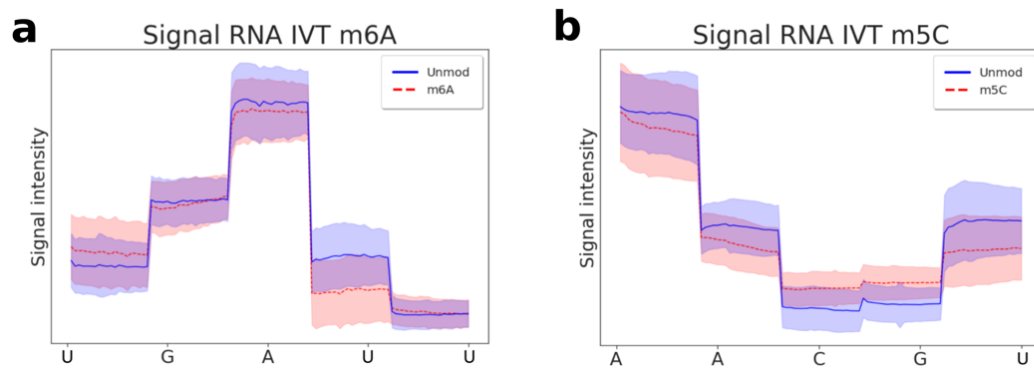 a
Signal RNA IVT m6A
Unmod
m6A
Signal intensity
U G A U U
b
Signal RNA IVT m5C
Unmod
m5C
Signal intensity
A A C G U